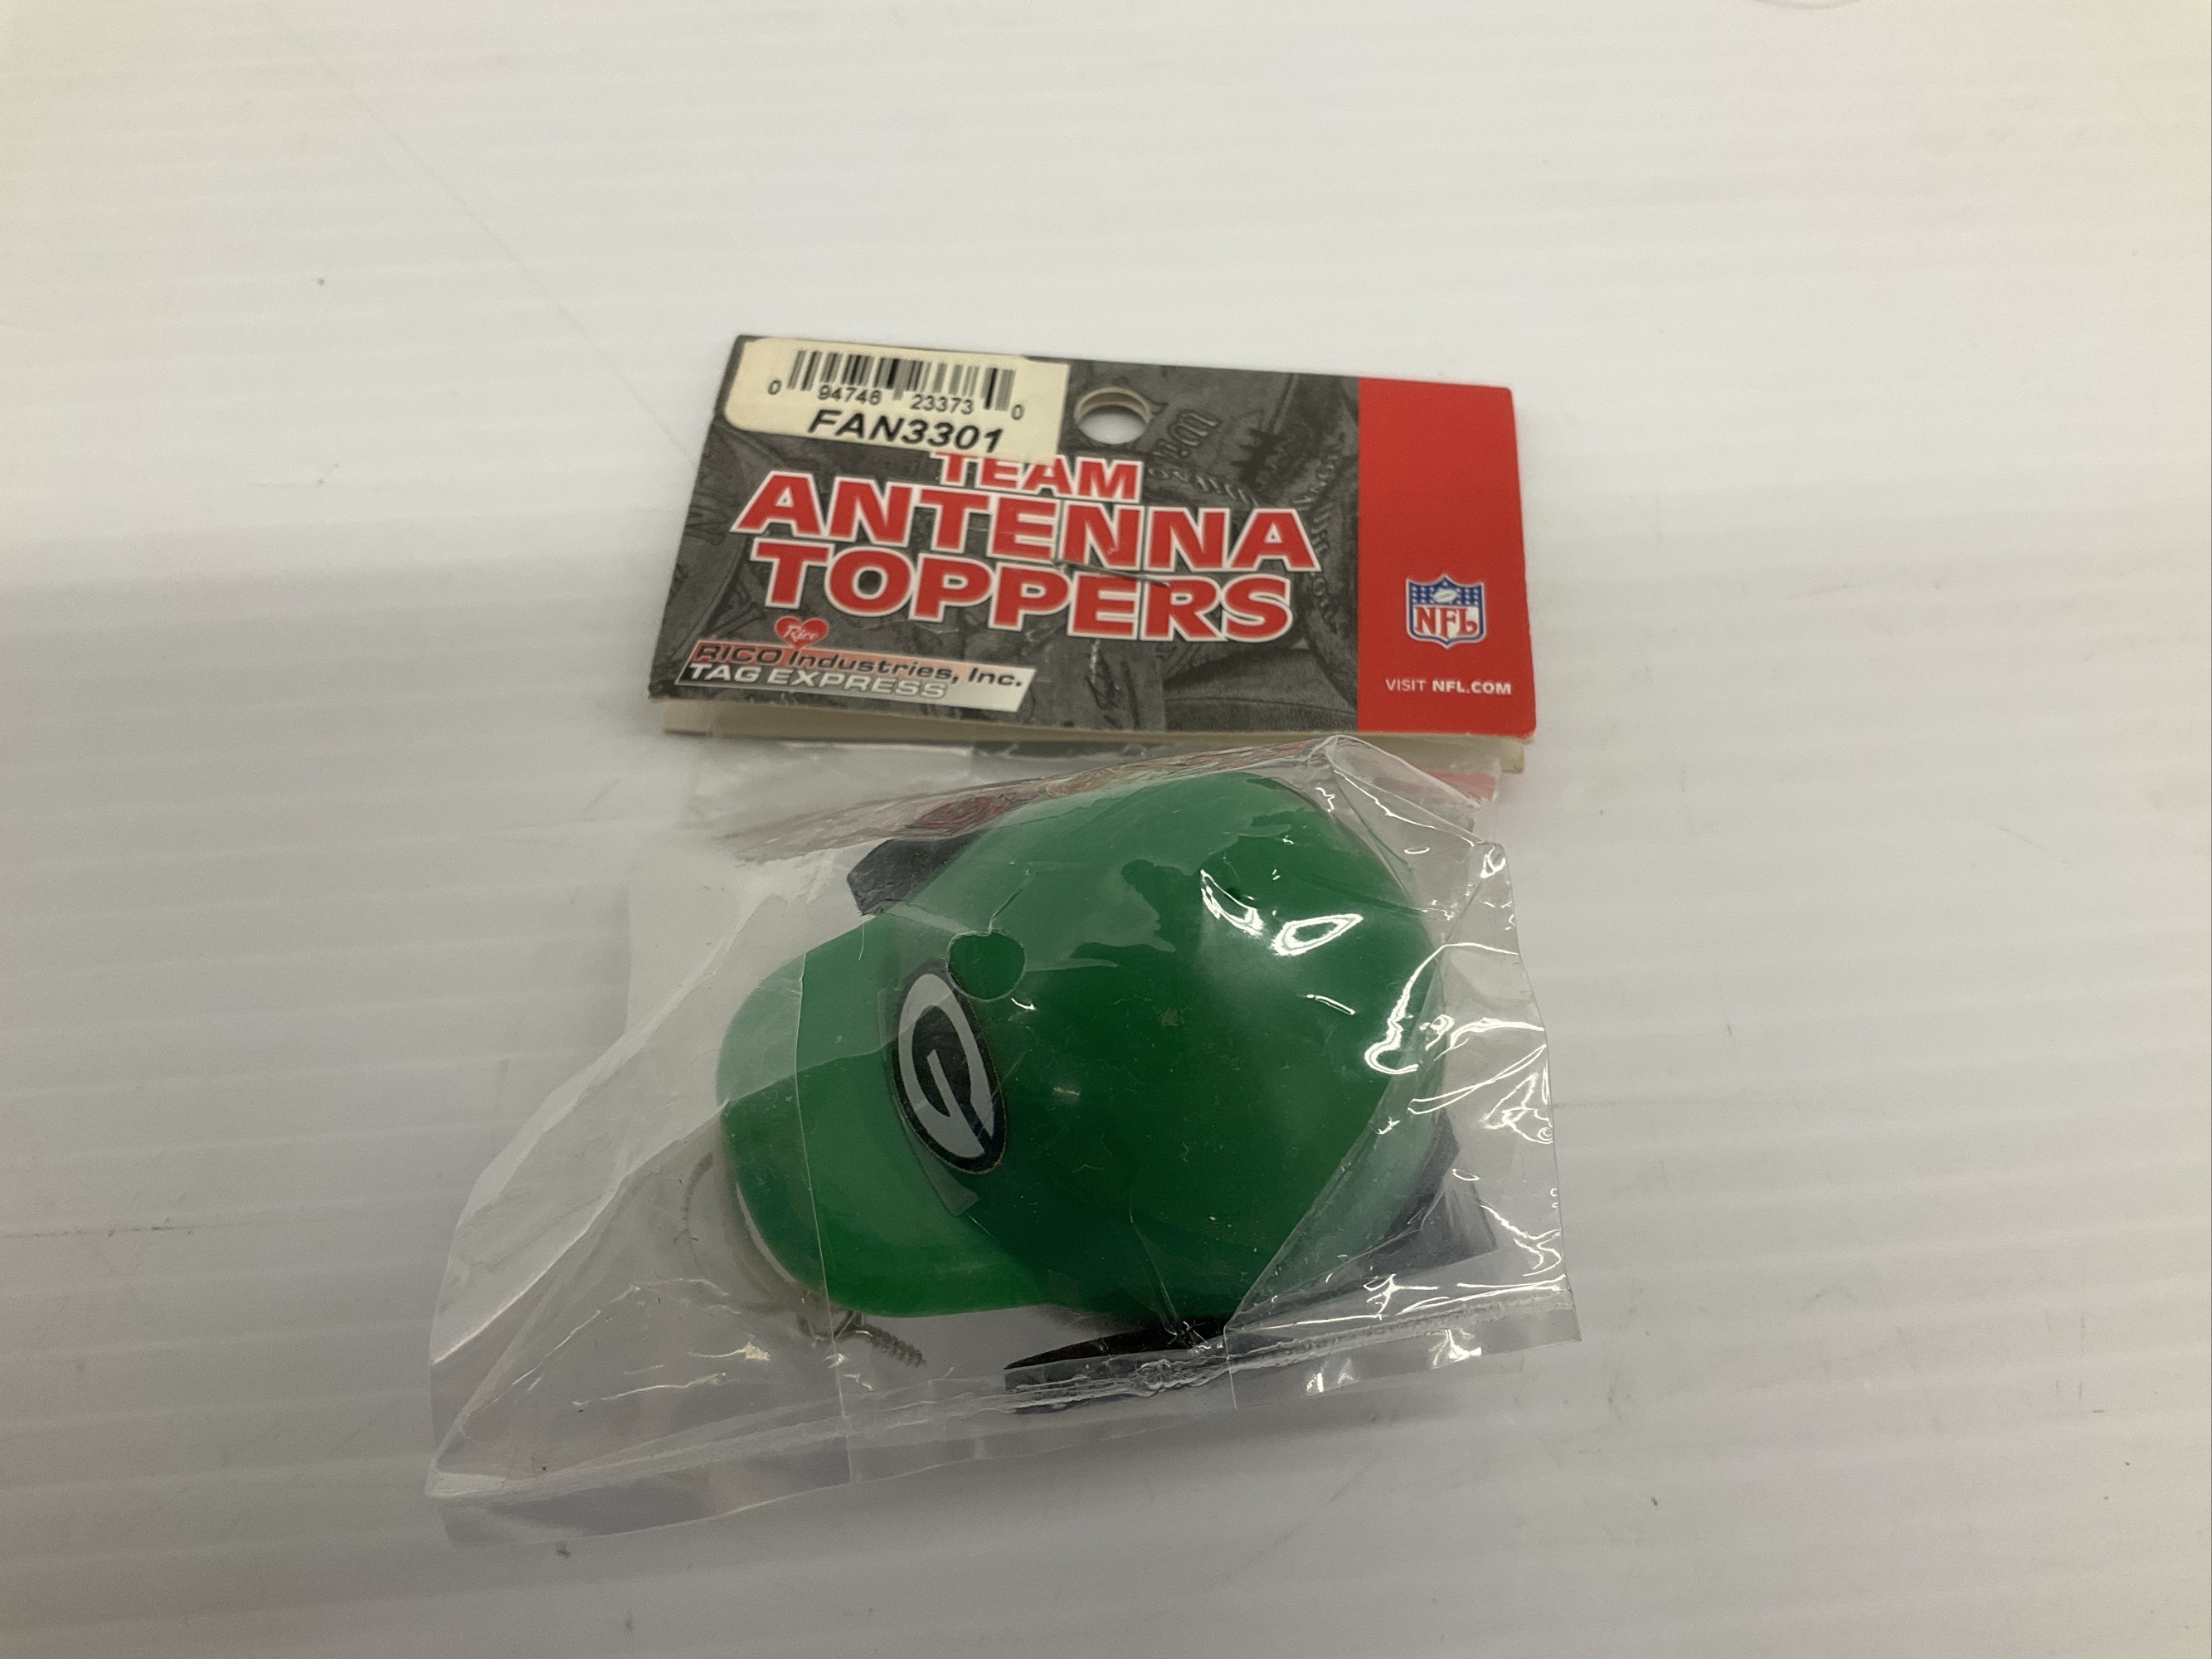 0 94746 23373 0
FAN3301
TEAM
ANTENNA
TOPPERS
Rico
RICO Industries, Inc.
TAG EXPRESS
NFL
VISIT NFL.COM
G